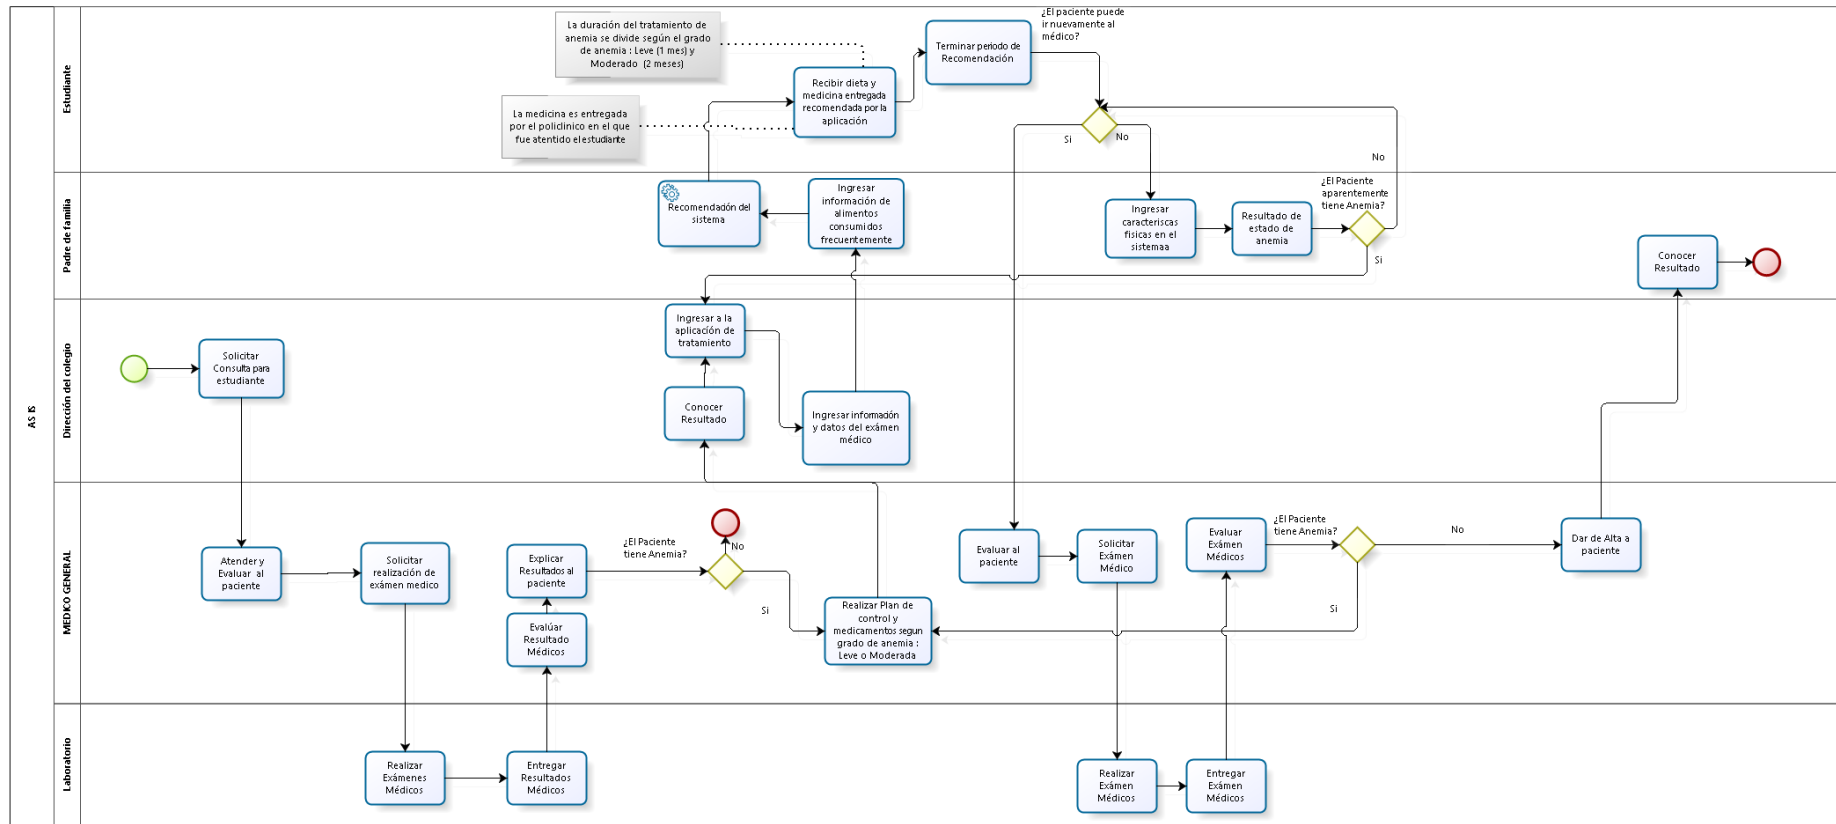 AS IS
Estudiante
La duración del tratamiento de
anemia se divide según el grado
de anemia : Leve (1 mes) y
Moderado (2 meses)
La medicina es entregada
por el policlinico en el que
fue atentido el estudiante
Recibir dieta y
medicina entregada
recomendada por la
aplicación
Terminar periodo de
Recomendación
¿El paciente puede
ir nuevamente al
médico?
Si
No
No
Padre de familia
Recomendación del
sistema
Ingresar
información de
alimentos
consumidos
frecuentemente
Ingresar
caracteriscas
fisicas en el
sistemaa
Resultado de
estado de
anemia
¿El Paciente
aparentemente
tiene Anemia?
Si
Conocer
Resultado
Dirección del colegio
Solicitar
Consulta para
estudiante
Ingresar a la
aplicación de
tratamiento
Conocer
Resultado
Ingresar información
y datos del exámen
médico
MEDICO GENERAL
Atender y
Evaluar al
paciente
Solicitar
realización de
exámen medico
Explicar
Resultados al
paciente
Evalúar
Resultado
Médicos
¿El Paciente
tiene Anemia?
No
Si
Realizar Plan de
control y
medicamentos segun
grado de anemia :
Leve o Moderada
Evaluar al
paciente
Solicitar
Exámen
Médico
Evaluar
Exámen
Médicos
¿El Paciente
tiene Anemia?
No
Si
Dar de Alta a
paciente
Laboratorio
Realizar
Exámenes
Médicos
Entregar
Resultados
Médicos
Realizar
Exámen
Médicos
Entregar
Exámen
Médicos